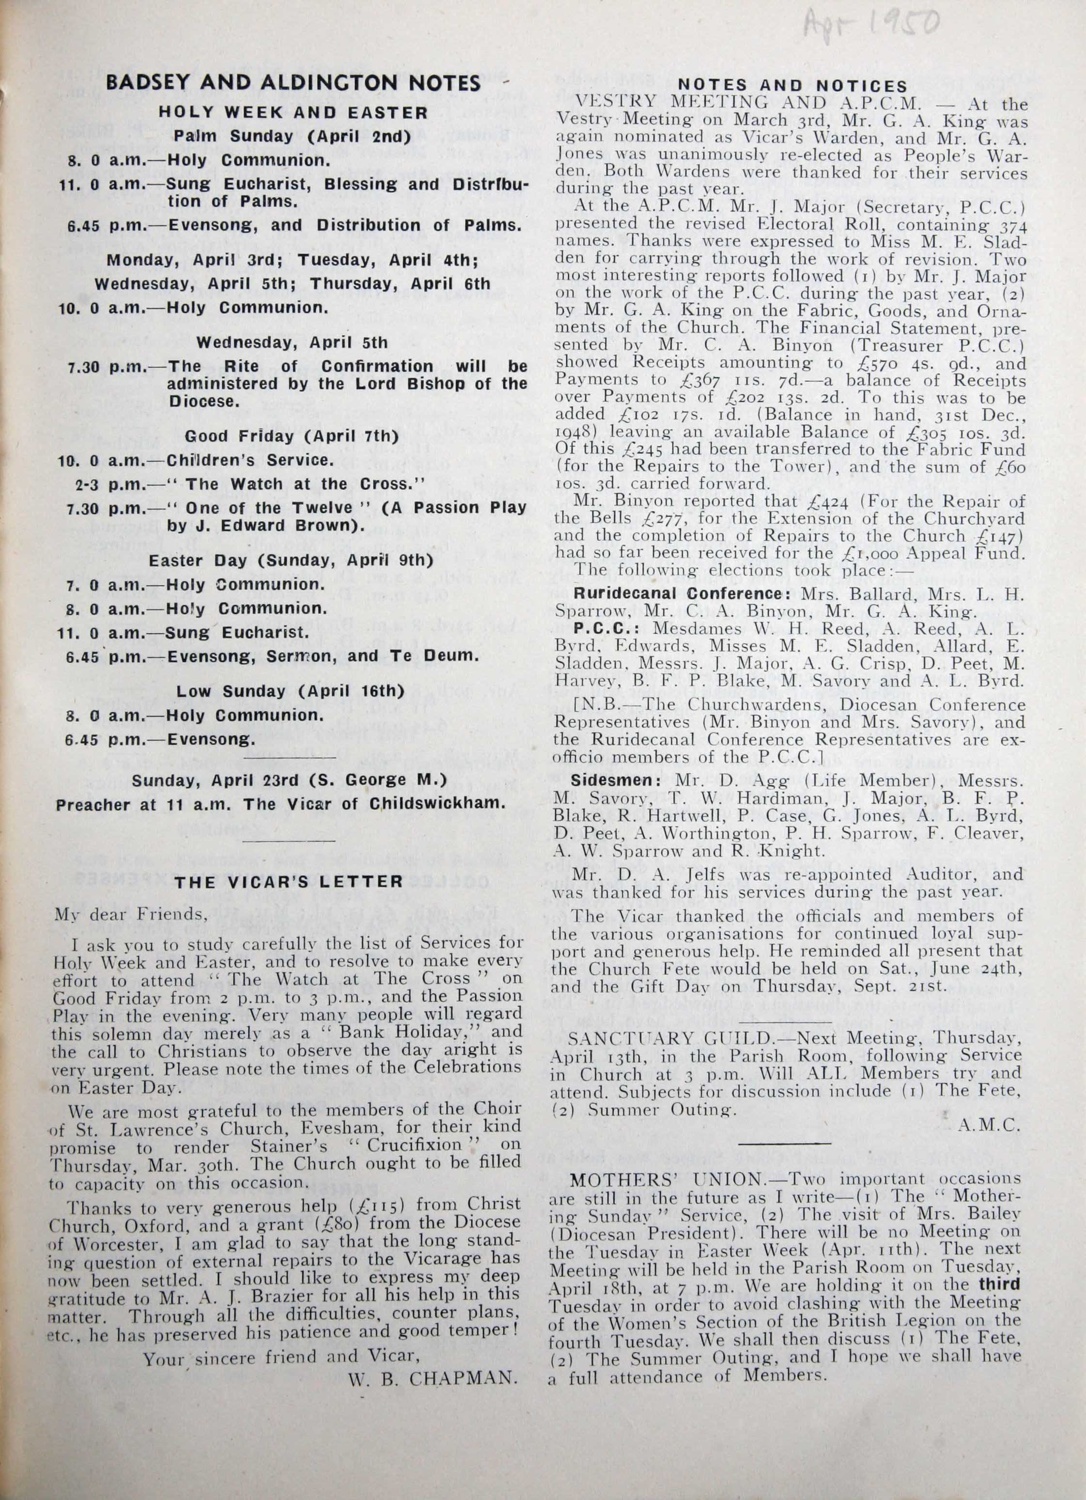 Apr 1950
BADSEY AND ALDINGTON NOTES
HOLY WEEK AND EASTER
Palm Sunday (April 2nd)
8. 0 a.m.—Holy Communion.
11. 0 a.m.—Sung Eucharist, Blessing and Distribu-
tion of Palms.
6.45 p.m.—Evensong, and Distribution of Palms.
Monday, April 3rd; Tuesday, April 4th;
Wednesday, April 5th; Thursday, April 6th
10. 0 a.m.—Holy Communion.
Wednesday, April 5th
7.30 p.m.—The Rite of Confirmation will be
administered by the Lord Bishop of the
Diocese.
Good Friday (April 7th)
10. 0 a.m.—Children's Service.
2-3 p.m.—" The Watch at the Cross."
7.30 p.m.—" One of the Twelve " (A Passion Play
by J. Edward Brown).
Easter Day (Sunday, April 9th)
7. 0 a.m.—Holy Communion.
8. 0 a.m.—Holy Communion.
11. 0 a.m.—Sung Eucharist.
6.45 p.m.—Evensong, Sermon, and Te Deum.
Low Sunday (April 16th)
8. 0 a.m.—Holy Communion.
6.45 p.m.—Evensong.
Sunday, April 23rd (S. George M.)
Preacher at 11 a.m. The Vicar of Childswickham.
THE VICAR'S LETTER
My dear Friends,
I ask you to study carefully the list of Services for
Holy Week and Easter, and to resolve to make every
effort to attend " The Watch at The Cross " on
Good Friday from 2 p.m. to 3 p.m., and the Passion
Play in the evening. Very many people will regard
this solemn day merely as a " Bank Holiday," and
the call to Christians to observe the day aright is
very urgent. Please note the times of the Celebrations
on Easter Day.
We are most grateful to the members of the Choir
of St. Lawrence's Church, Evesham, for their kind
promise to render Stainer's " Crucifixion " on
Thursday, Mar. 30th. The Church ought to be filled
to capacity on this occasion.
Thanks to very generous help (£115) from Christ
Church, Oxford, and a grant (£80) from the Diocese
of Worcester, I am glad to say that the long stand-
ing question of external repairs to the Vicarage has
now been settled. I should like to express my deep
gratitude to Mr. A. J. Brazier for all his help in this
matter. Through all the difficulties, counter plans,
etc., he has preserved his patience and good temper!
Your sincere friend and Vicar,
W. B. CHAPMAN.
NOTES AND NOTICES
VESTRY MEETING AND A.P.C.M. — At the
Vestry Meeting on March 3rd, Mr. G. A. King was
again nominated as Vicar's Warden, and Mr. G. A.
Jones was unanimously re-elected as People's War-
den. Both Wardens were thanked for their services
during the past year.
At the A.P.C.M. Mr. J. Major (Secretary, P.C.C.)
presented the revised Electoral Roll, containing 374
names. Thanks were expressed to Miss M. E. Slad-
den for carrying through the work of revision. Two
most interesting reports followed (1) by Mr. J. Major
on the work of the P.C.C. during the past year, (2)
by Mr. G. A. King on the Fabric, Goods, and Orna-
ments of the Church. The Financial Statement, pre-
sented by Mr. C. A. Binyon (Treasurer P.C.C.)
showed Receipts amounting to £570 4s. 9d., and
Payments to £367 11s. 7d.—a balance of Receipts
over Payments of £202 13s. 2d. To this was to be
added £102 17s. 1d. (Balance in hand, 31st Dec.,
1948) leaving an available Balance of £305 10s. 3d.
Of this £245 had been transferred to the Fabric Fund
(for the Repairs to the Tower), and the sum of £60
10s. 3d. carried forward.
Mr. Binyon reported that £424 (For the Repair of
the Bells £277, for the Extension of the Churchyard
and the completion of Repairs to the Church £147)
had so far been received for the £1,000 Appeal Fund.
The following elections took place:—
Ruridecanal Conference: Mrs. Ballard, Mrs. L. H.
Sparrow, Mr. C. A. Binyon, Mr. G. A. King.
P.C.C.: Mesdames W. H. Reed, A. Reed, A. L.
Byrd, Edwards, Misses M. E. Sladden, Allard, E.
Sladden, Messrs. J. Major, A. G. Crisp, D. Peet, M.
Harvey, B. F. P. Blake, M. Savory and A. L. Byrd.
[N.B.—The Churchwardens, Diocesan Conference
Representatives (Mr. Binyon and Mrs. Savory), and
the Ruridecanal Conference Representatives are ex-
officio members of the P.C.C.]
Sidesmen: Mr. D. Agg (Life Member), Messrs.
M. Savory, T. W. Hardiman, J. Major, B. F. P.
Blake, R. Hartwell, P. Case, G. Jones, A. L. Byrd,
D. Peet, A. Worthington, P. H. Sparrow, F. Cleaver,
A. W. Sparrow and R. Knight.
Mr. D. A. Jelfs was re-appointed Auditor, and
was thanked for his services during the past year.
The Vicar thanked the officials and members of
the various organisations for continued loyal sup-
port and generous help. He reminded all present that
the Church Fete would be held on Sat., June 24th,
and the Gift Day on Thursday, Sept. 21st.
SANCTUARY GUILD.—Next Meeting, Thursday,
April 13th, in the Parish Room, following Service
in Church at 3 p.m. Will ALL Members try and
attend. Subjects for discussion include (1) The Fete,
(2) Summer Outing.
A.M.C.
MOTHERS' UNION.—Two important occasions
are still in the future as I write—(1) The " Mother-
ing Sunday " Service, (2) The visit of Mrs. Bailey
(Diocesan President). There will be no Meeting on
the Tuesday in Easter Week (Apr. 11th). The next
Meeting will be held in the Parish Room on Tuesday,
April 18th, at 7 p.m. We are holding it on the third
Tuesday in order to avoid clashing with the Meeting
of the Women's Section of the British Legion on the
fourth Tuesday. We shall then discuss (1) The Fete,
(2) The Summer Outing, and I hope we shall have
a full attendance of Members.